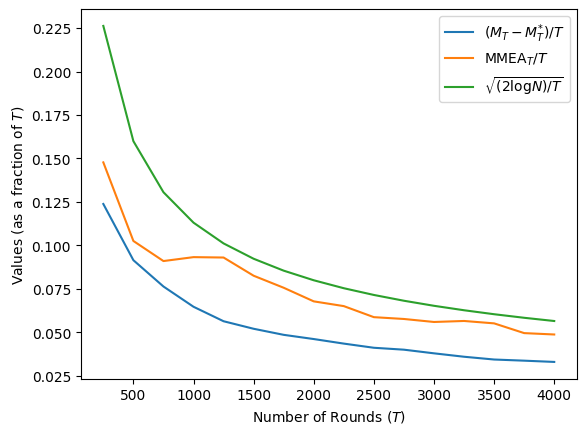 (M_T − M_T^*)/T
MMEA_T/T
√(2logN)/T
0.225
0.200
0.175
0.150
0.125
0.100
0.075
0.050
0.025
Values (as a fraction of T)
500 1000 1500 2000 2500 3000 3500 4000
Number of Rounds (T)